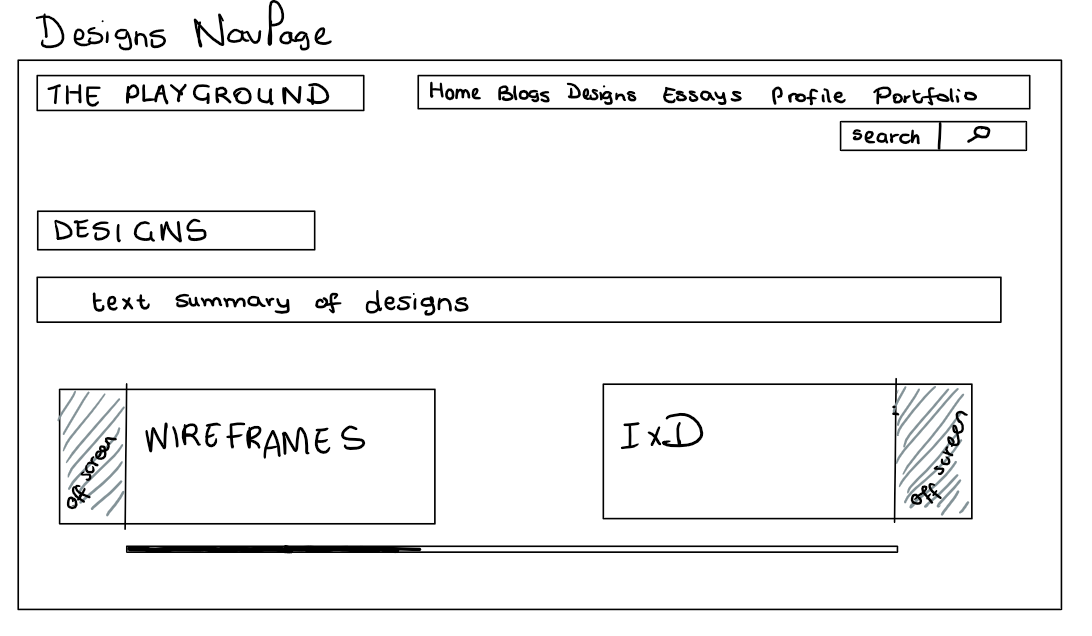 Designs NavPage
THE PLAYGROUND
Home Blogs Designs Essays Profile Portfolio
search
DESIGNS
text summary of designs
off screen
WIREFRAMES
IxD
off screen